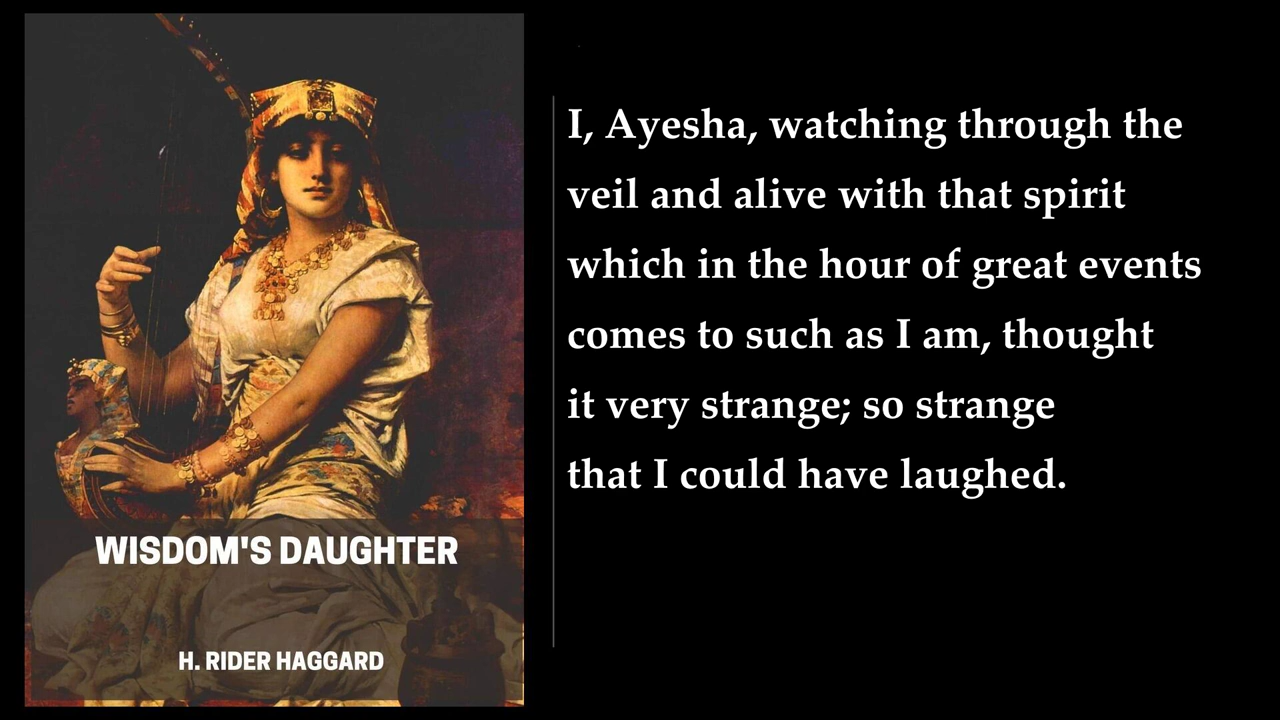 WISDOM'S DAUGHTER
H. RIDER HAGGARD
I, Ayesha, watching through the
veil and alive with that spirit
which in the hour of great events
comes to such as I am, thought
it very strange; so strange
that I could have laughed.